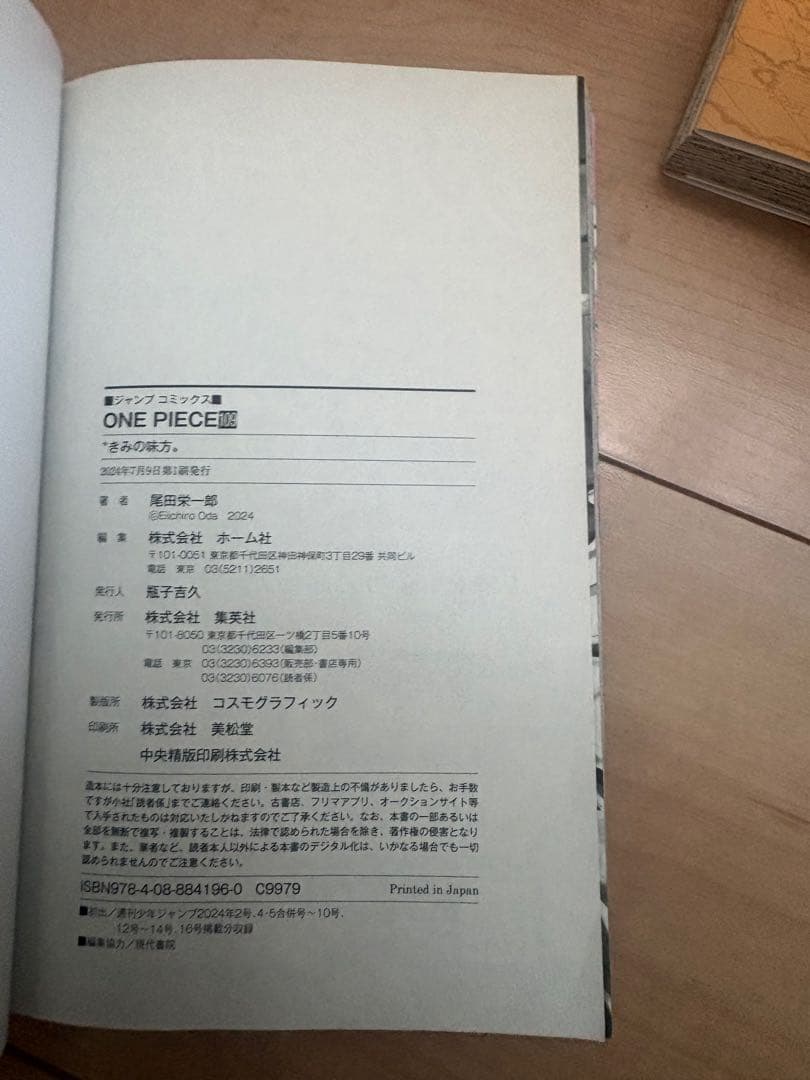 ■ジャンプ コミックス■
ONE PIECE 109
*きみの味方。
2024年7月9日第1刷発行
著 者 尾田栄一郎
©Eiichiro Oda 2024
編 集 株式会社 ホーム社
〒101-0051 東京都千代田区神田神保町3丁目29番 共同ビル
電話 東京 03(5211)2651
発行人 瓶子吉久
発行所 株式会社 集英社
〒101-8050 東京都千代田区一ツ橋2丁目5番10号
03(3230)6233(編集部)
電話 東京 03(3230)6393(販売部・書店専用)
03(3230)6076(読者係)
製版所 株式会社 コスモグラフィック
印刷所 株式会社 美松堂
中央精版印刷株式会社
造本には十分注意しておりますが、印刷・製本など製造上の不備がありましたら、お手数
ですが小社「読者係」までご連絡ください。古書店、フリマアプリ、オークションサイト等
で入手されたものは対応いたしかねますのでご了承ください。なお、本書の一部あるいは
全部を無断で複写・複製することは、法律で認められた場合を除き、著作権の侵害となり
ます。また、業者など、読者本人以外による本書のデジタル化は、いかなる場合でも一切
認められませんのでご注意ください。
ISBN978-4-08-884196-0 C9979 Printed in Japan
■初出/週刊少年ジャンプ2024年2号、4・5合併号〜10号、
12号〜14号、16号掲載分収録
■編集協力/現代書院